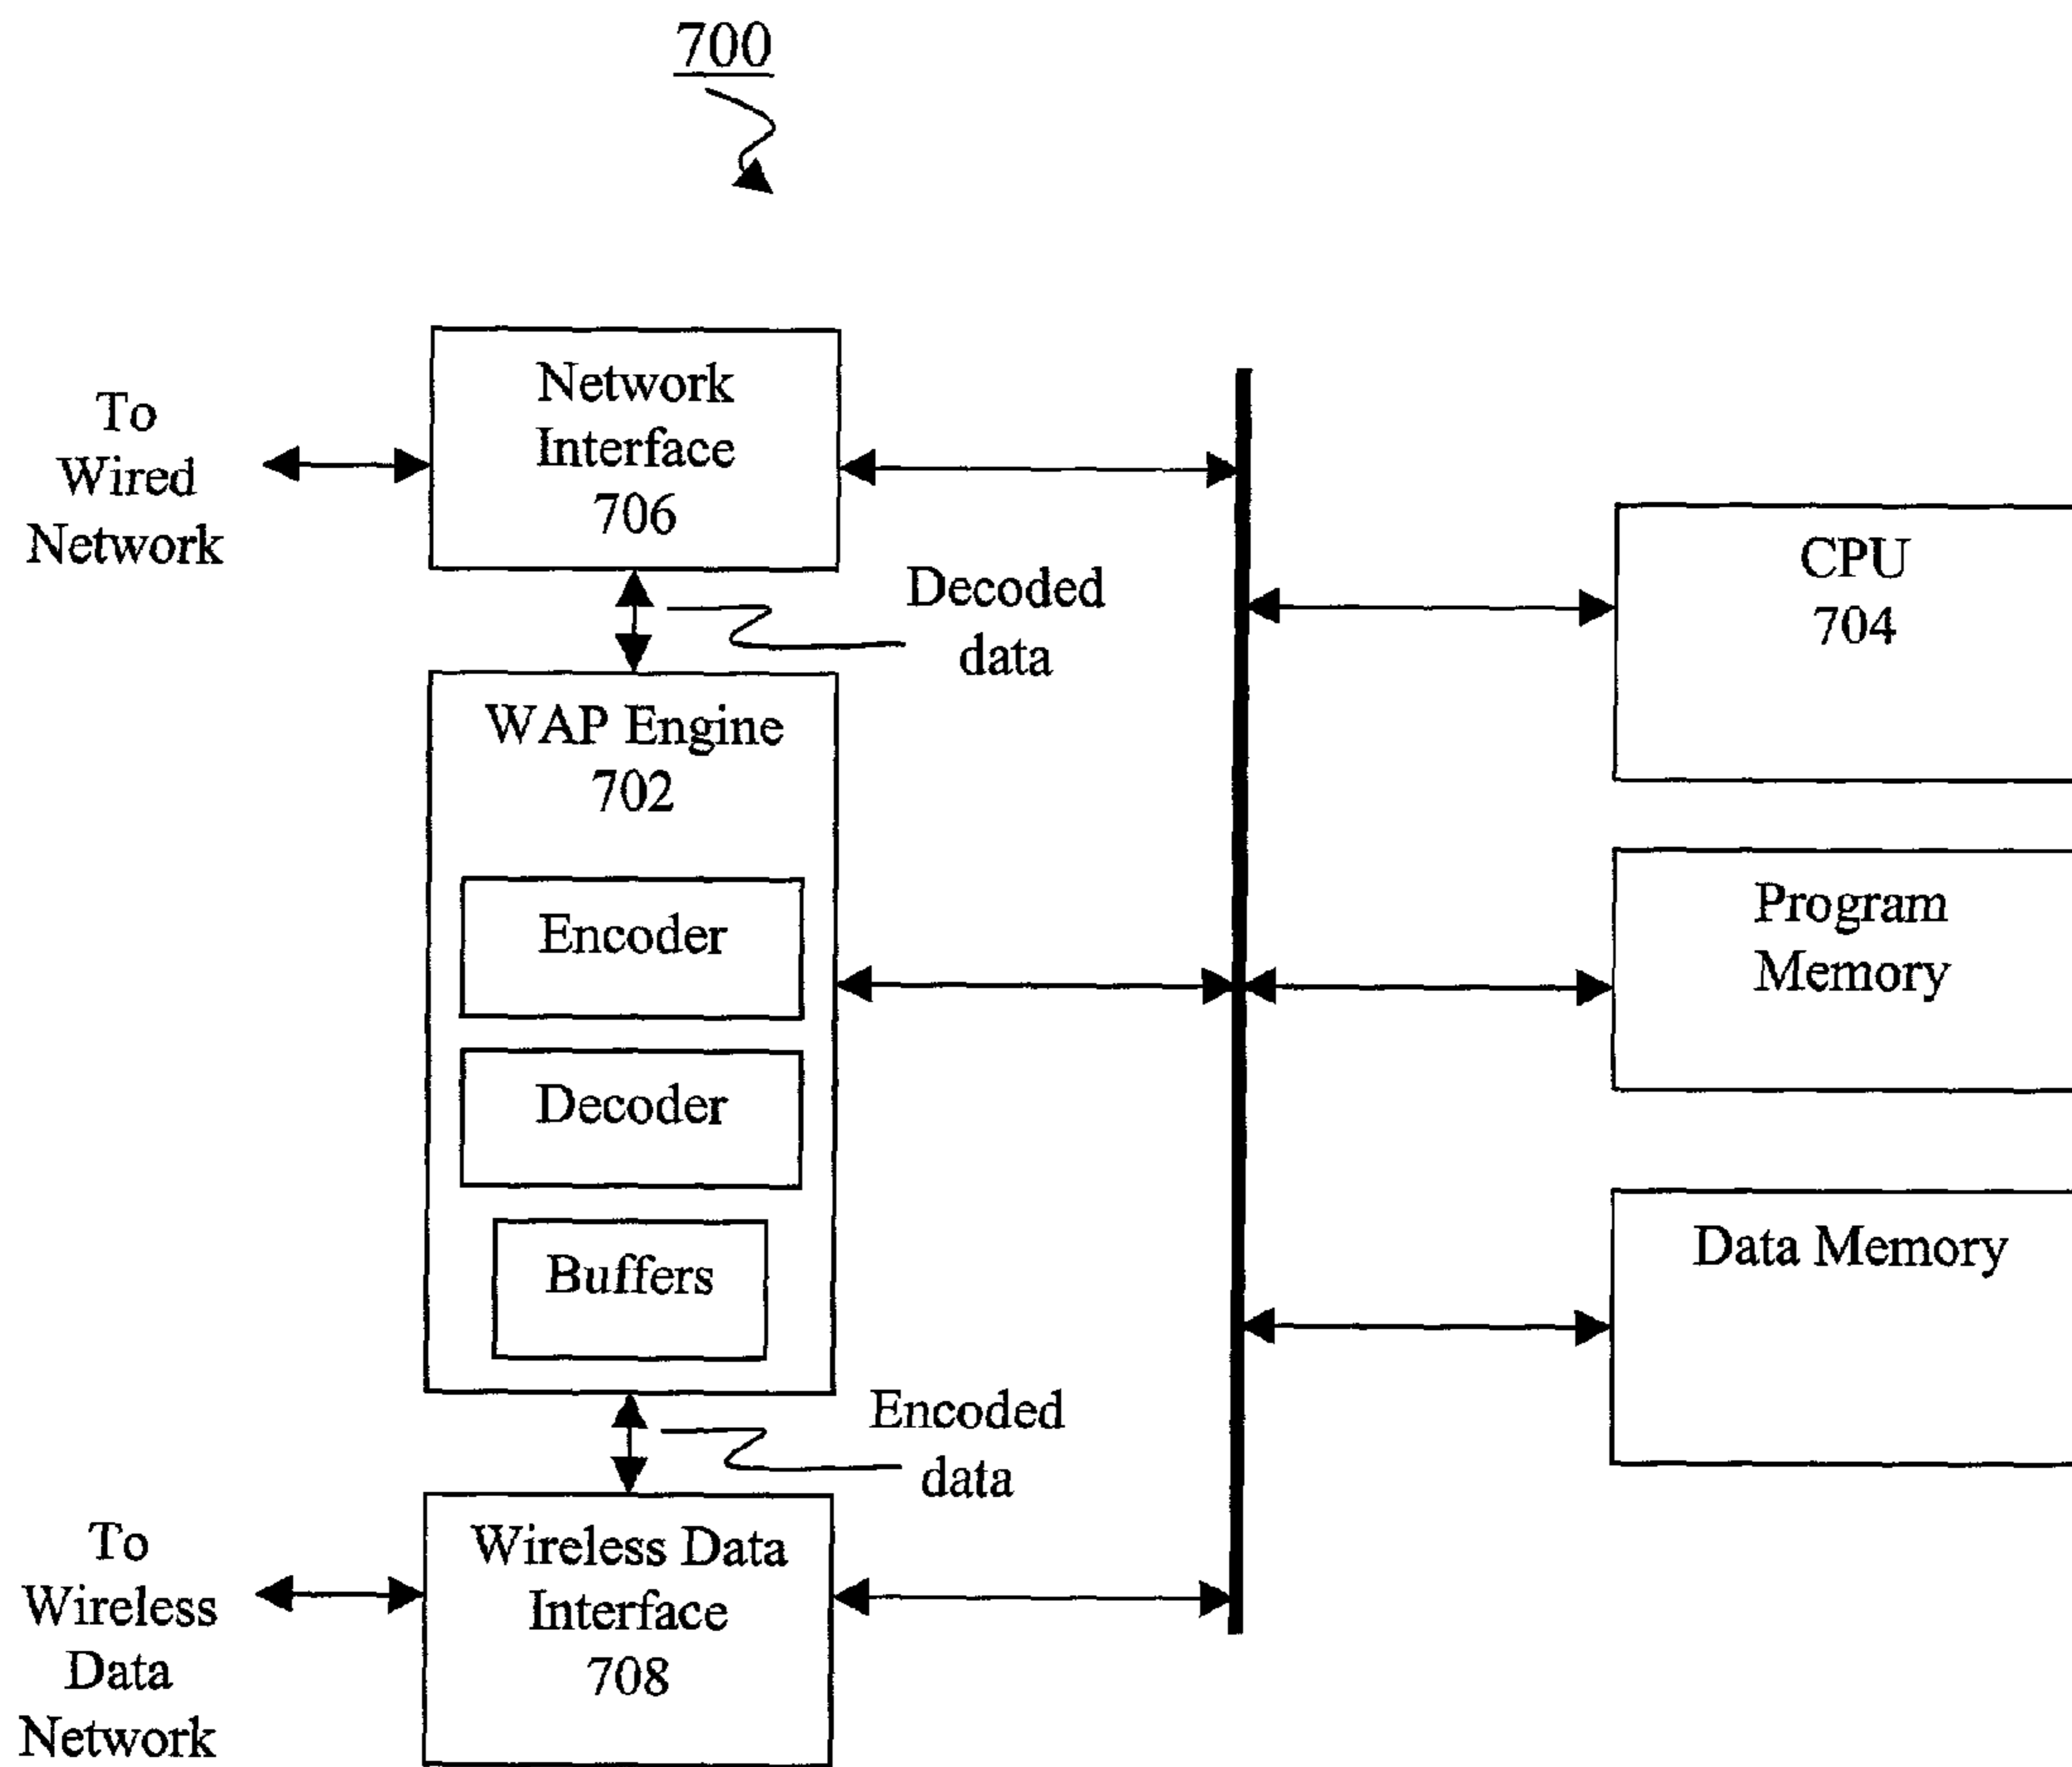 700
To
Wired
Network
Network
Interface
706
Decoded
data
CPU
704
WAP Engine
702
Encoder
Decoder
Buffers
Program
Memory
Data Memory
Encoded
data
To
Wireless
Data
Network
Wireless Data
Interface
708